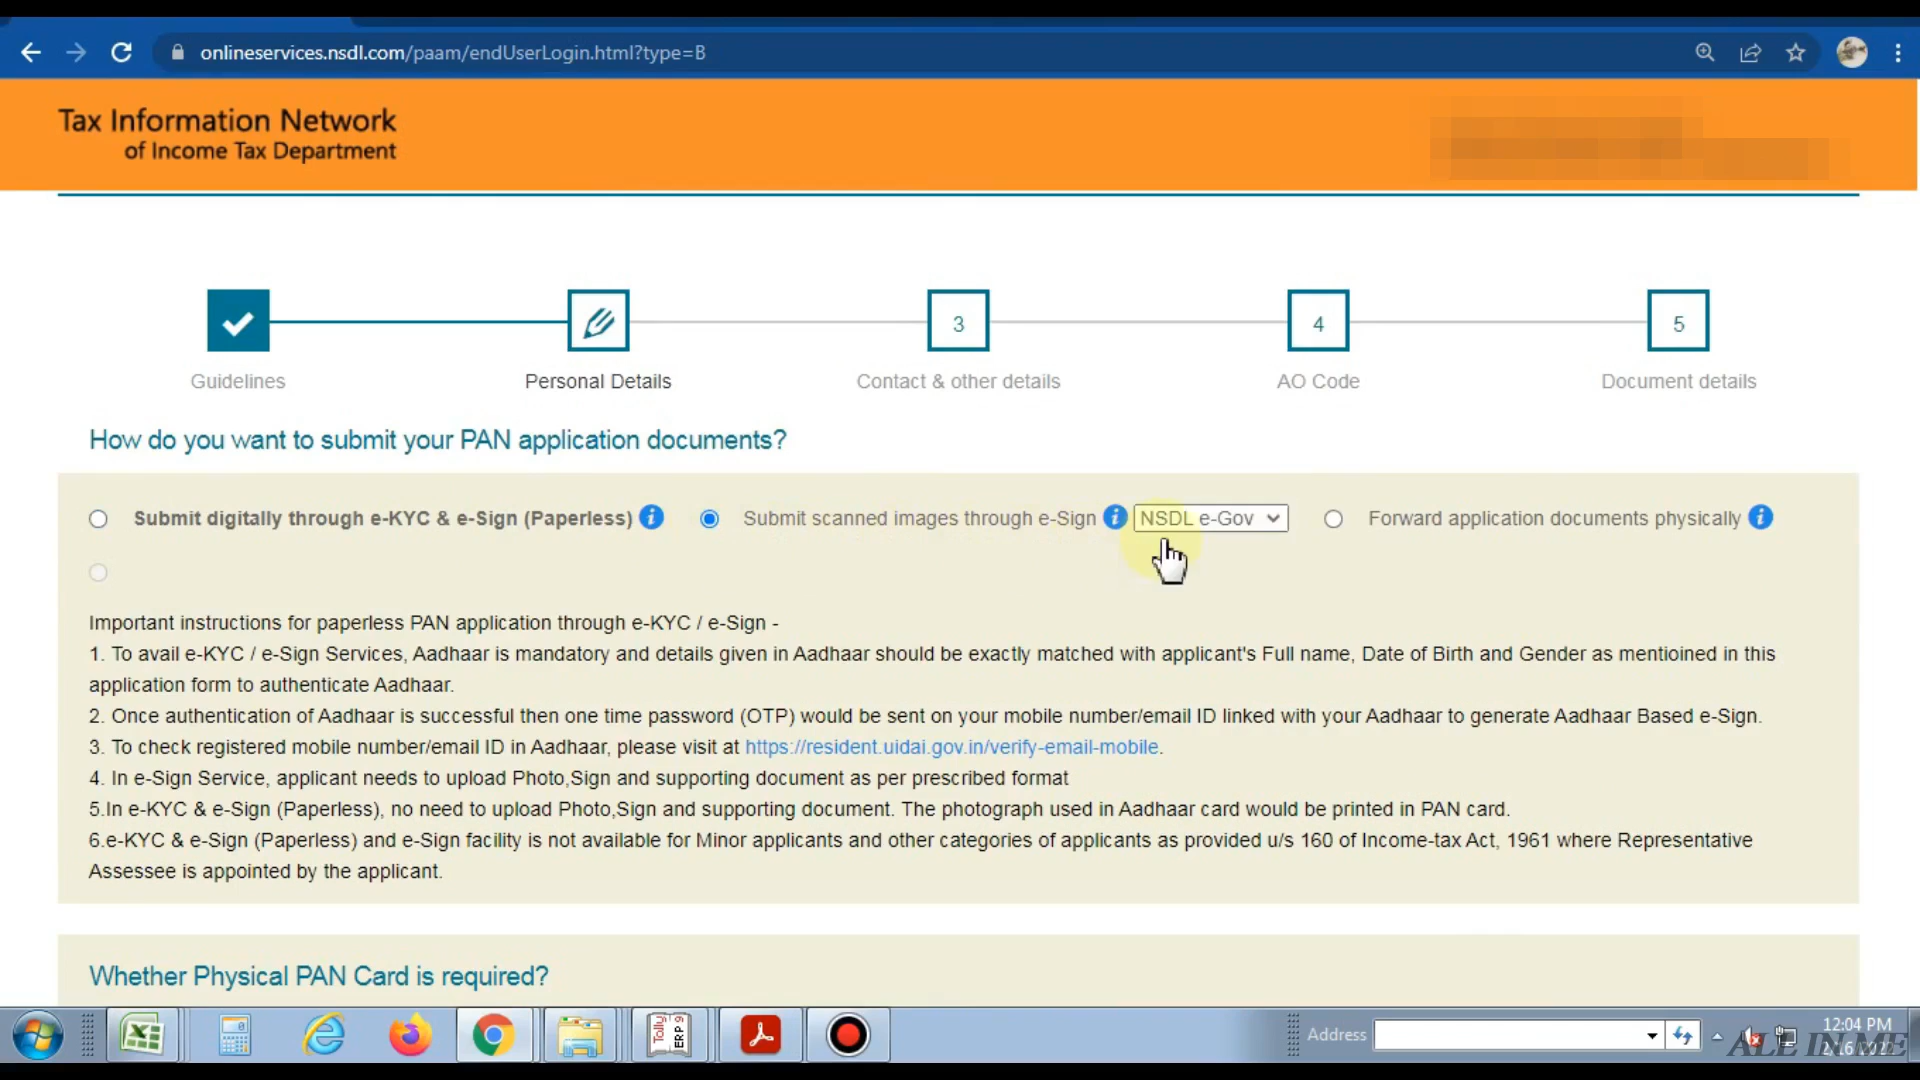 onlineservices.nsdl.com/paam/endUserLogin.html?type=B
Tax Information Network
of Income Tax Department
3
4
5
Guidelines
Personal Details
Contact & other details
AO Code
Document details
How do you want to submit your PAN application documents?
Submit digitally through e-KYC & e-Sign (Paperless) i
Submit scanned images through e-Sign i NSDL e-Gov
Forward application documents physically i
Important instructions for paperless PAN application through e-KYC / e-Sign -
1. To avail e-KYC / e-Sign Services, Aadhaar is mandatory and details given in Aadhaar should be exactly matched with applicant's Full name, Date of Birth and Gender as mentioined in this
application form to authenticate Aadhaar.
2. Once authentication of Aadhaar is successful then one time password (OTP) would be sent on your mobile number/email ID linked with your Aadhaar to generate Aadhaar Based e-Sign.
3. To check registered mobile number/email ID in Aadhaar, please visit at https://resident.uidai.gov.in/verify-email-mobile.
4. In e-Sign Service, applicant needs to upload Photo,Sign and supporting document as per prescribed format
5.In e-KYC & e-Sign (Paperless), no need to upload Photo,Sign and supporting document. The photograph used in Aadhaar card would be printed in PAN card.
6.e-KYC & e-Sign (Paperless) and e-Sign facility is not available for Minor applicants and other categories of applicants as provided u/s 160 of Income-tax Act, 1961 where Representative
Assessee is appointed by the applicant.
Whether Physical PAN Card is required?
Tally
ERP 9
Address
12:04 PM
ALL IN ME